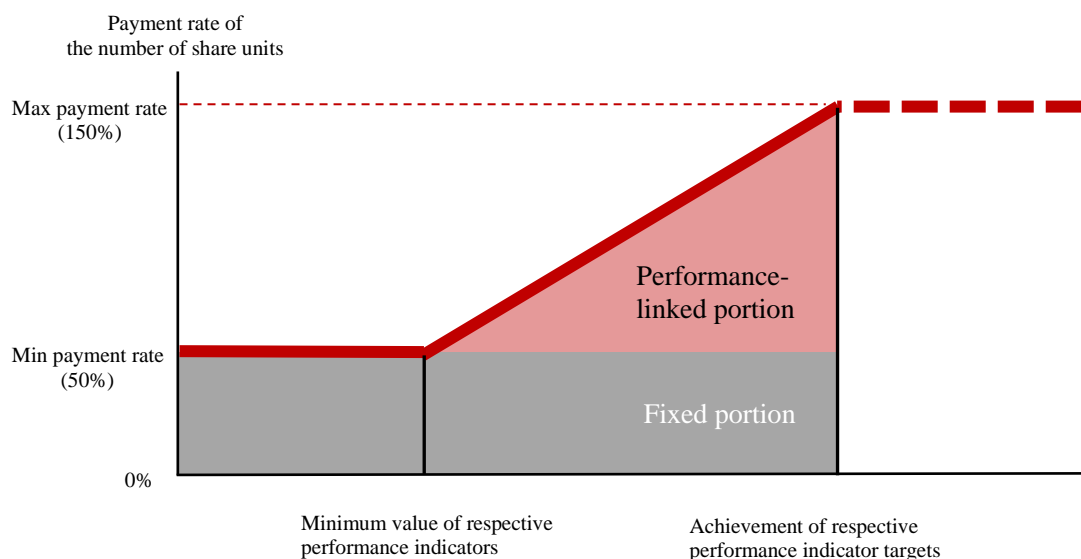 Payment rate of
the number of share units
Max payment rate
(150%)
Performance-
linked portion
Min payment rate
(50%)
Fixed portion
0%
Minimum value of respective
performance indicators
Achievement of respective
performance indicator targets